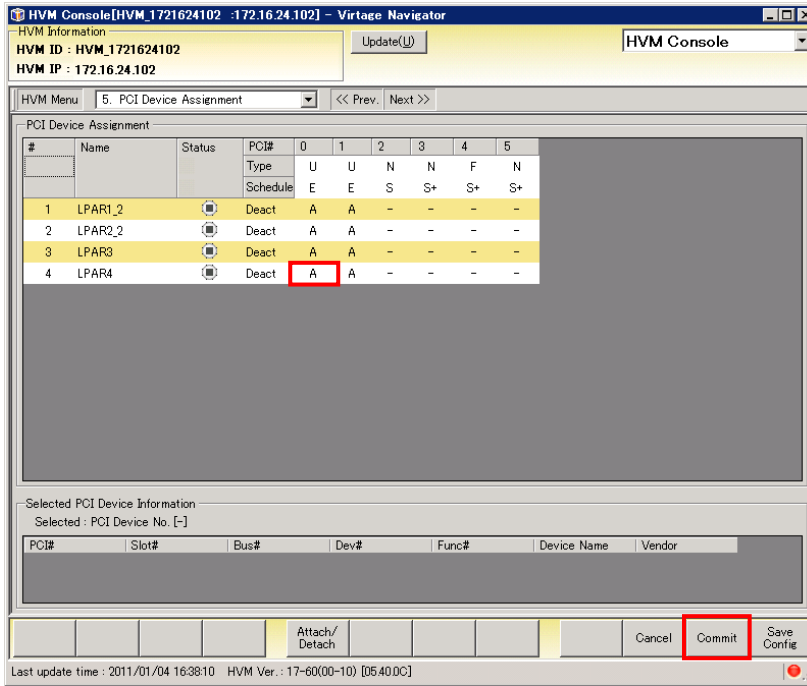 HVM Console[HVM_1721624102 :172.16.24.102] - Virtage Navigator
HVM Information
HVM ID : HVM_1721624102
HVM IP : 172.16.24.102
Update(U)
HVM Console
HVM Menu 5. PCI Device Assignment << Prev. Next >>
PCI Device Assignment
# Name Status PCI# 0 1 2 3 4 5
Type U U N N F N
Schedule E E S S+ S+ S+
1 LPAR1_2 Deact A A - - - -
2 LPAR2_2 Deact A A - - - -
3 LPAR3 Deact A A - - - -
4 LPAR4 Deact A A - - - -
Selected PCI Device Information
Selected : PCI Device No. [-]
PCI# Slot# Bus# Dev# Func# Device Name Vendor
Attach/
Detach
Cancel Commit Save
Config
Last update time : 2011/01/04 16:38:10 HVM Ver. : 17-60(00-10) [05.40.0C]